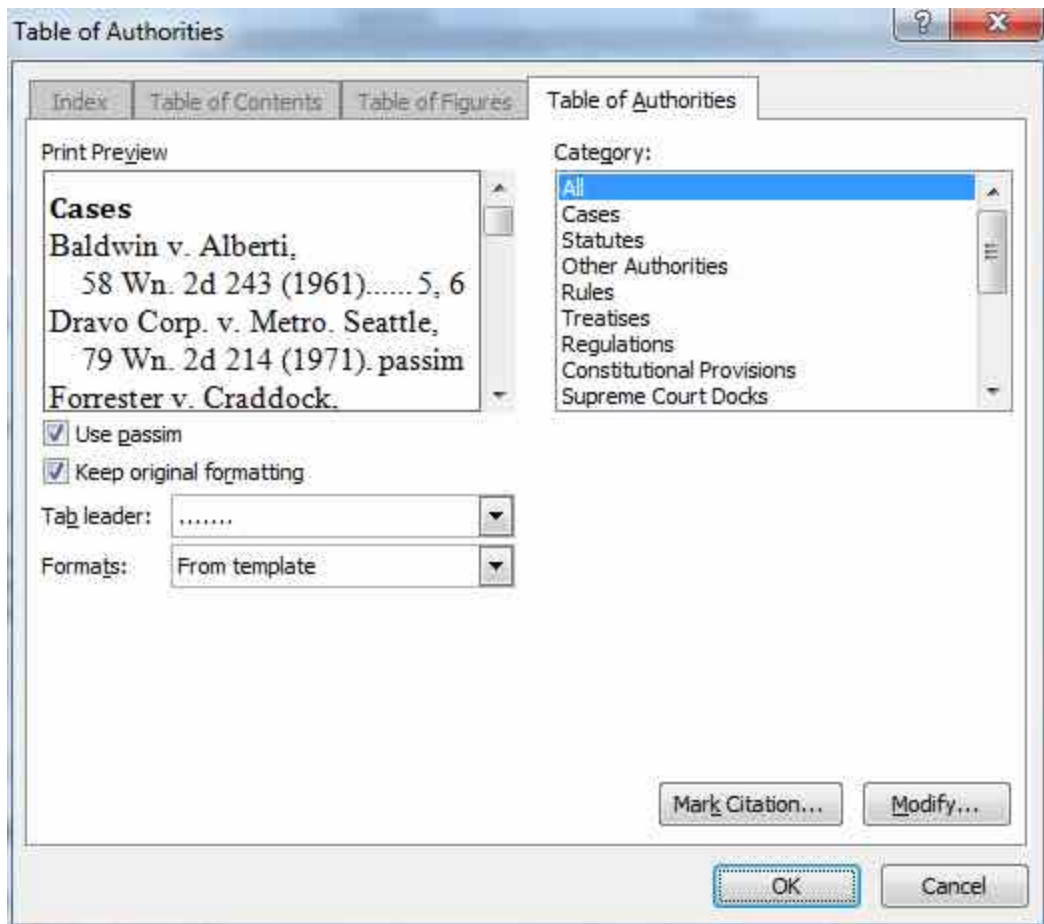 Table of Authorities
Index Table of Contents Table of Figures Table of Authorities
Print Preview
Cases
Baldwin v. Alberti,
58 Wn. 2d 243 (1961)......5, 6
Dravo Corp. v. Metro. Seattle,
79 Wn. 2d 214 (1971). passim
Forrester v. Craddock,
Category:
All
Cases
Statutes
Other Authorities
Rules
Treatises
Regulations
Constitutional Provisions
Supreme Court Docks
Use passim
Keep original formatting
Tab leader: .......
Formats: From template
Mark Citation... Modify...
OK Cancel